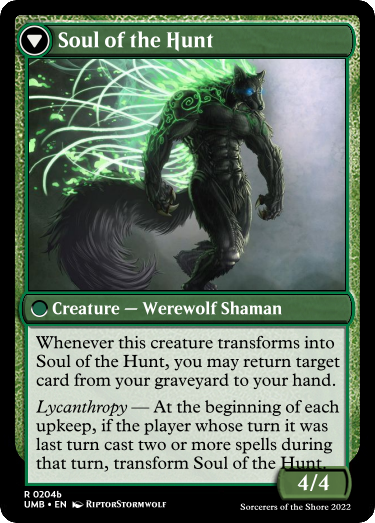 Soul of the Hunt
Creature — Werewolf Shaman
Whenever this creature transforms into
Soul of the Hunt, you may return target
card from your graveyard to your hand.
Lycanthropy — At the beginning of each
upkeep, if the player whose turn it was
last turn cast two or more spells during
that turn, transform Soul of the Hunt.
4/4
R 0204b
UMB • EN RiptorStormwolf
Sorcerers of the Shore 2022